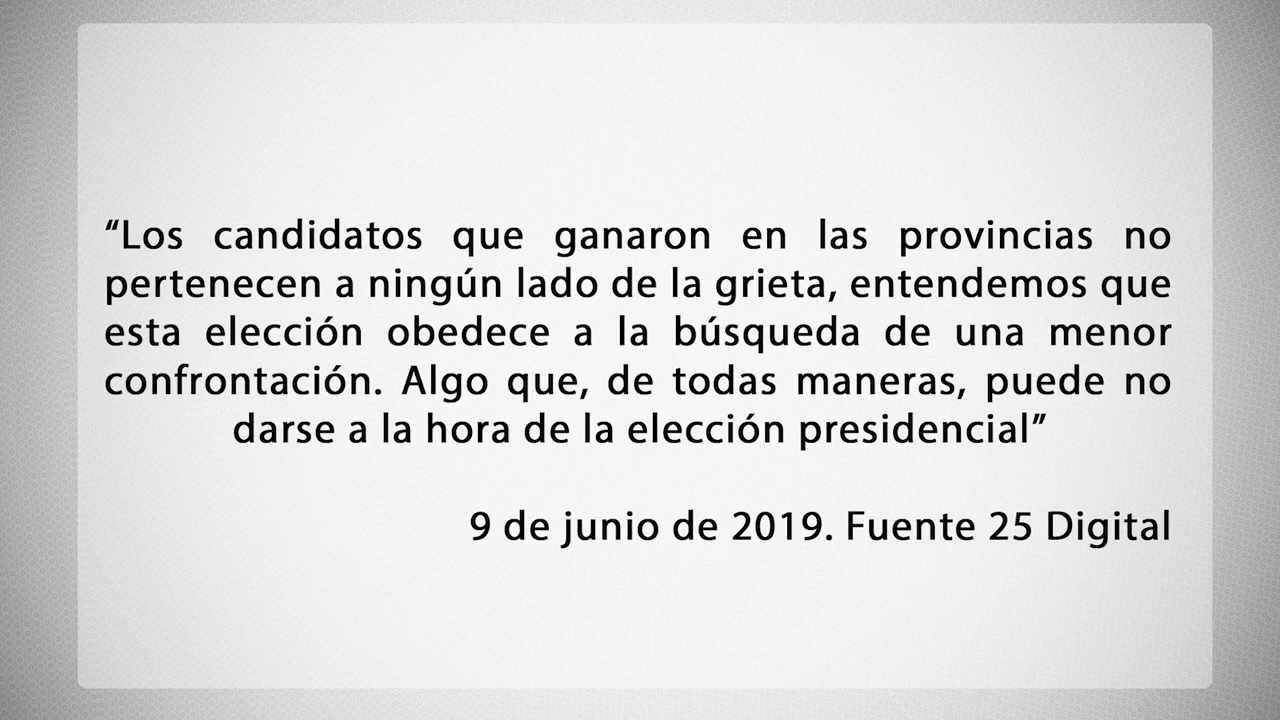 “Los candidatos que ganaron en las provincias no
pertenecen a ningún lado de la grieta, entendemos que
esta elección obedece a la búsqueda de una menor
confrontación. Algo que, de todas maneras, puede no
darse a la hora de la elección presidencial”
9 de junio de 2019. Fuente 25 Digital